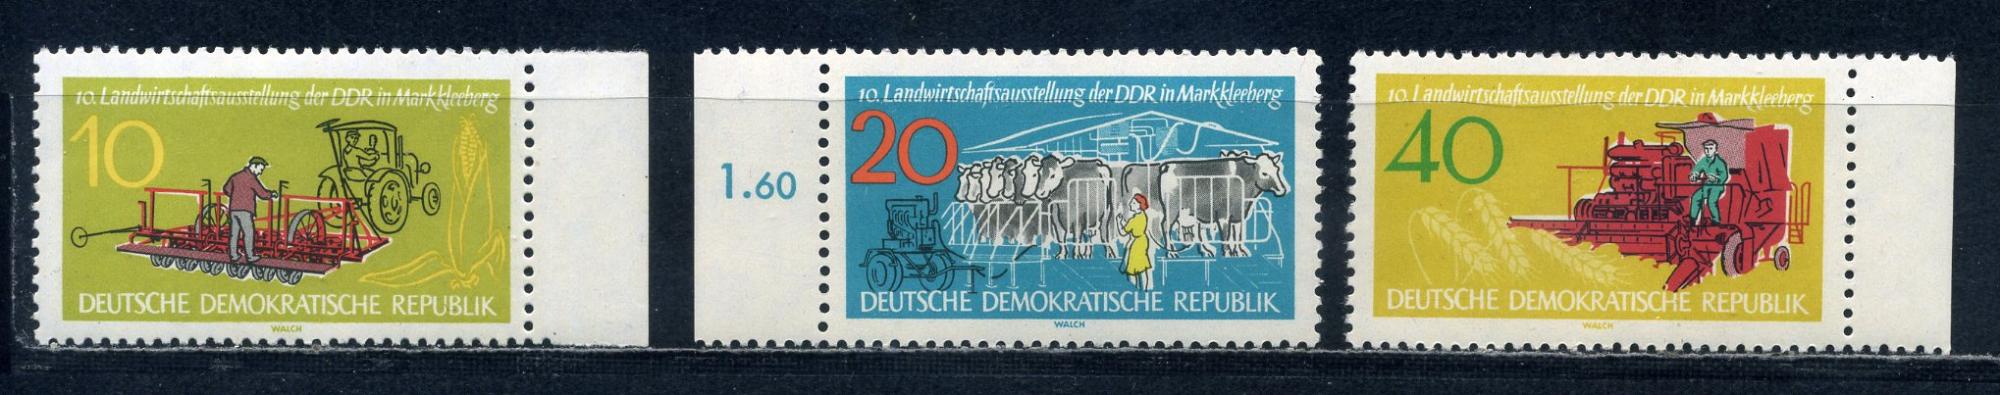 10. Landwirtschaftsausstellung der DDR in Markkleeberg
10
DEUTSCHE DEMOKRATISCHE REPUBLIK
WALCH
1.60
10. Landwirtschaftsausstellung der DDR in Markkleeberg
20
DEUTSCHE DEMOKRATISCHE REPUBLIK
WALCH
10. Landwirtschaftsausstellung der DDR in Markkleeberg
40
DEUTSCHE DEMOKRATISCHE REPUBLIK
WALCH